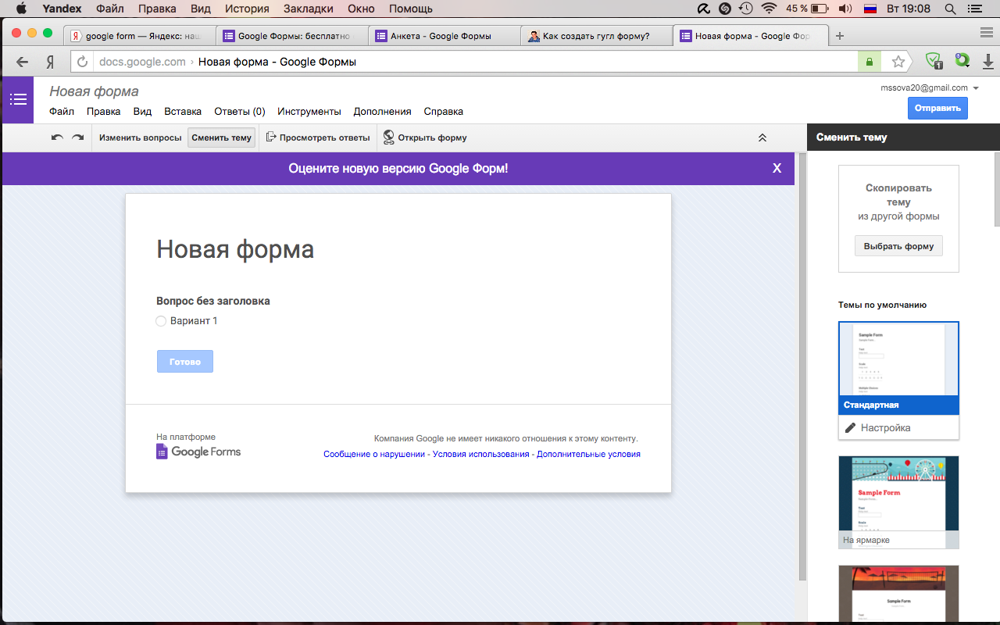 Yandex Файл Правка Вид История Закладки Окно Помощь 45 % Вт 19:08
google form — Яндекс: наш Google Формы: бесплатно Анкета - Google Формы Как создать гугл форму? Новая форма - Google Фор
Я docs.google.com › Новая форма - Google Формы 1
Новая форма mssova20@gmail.com
Файл Правка Вид Вставка Ответы (0) Инструменты Дополнения Справка Отправить
Изменить вопросы Сменить тему Просмотреть ответы Открыть форму
Оцените новую версию Google Форм! X
Новая форма
Вопрос без заголовка
Вариант 1
Готово
На платформе
Google Forms
Компания Google не имеет никакого отношения к этому контенту.
Сообщение о нарушении - Условия использования - Дополнительные условия
Сменить тему
Скопировать
тему
из другой формы
Выбрать форму
Темы по умолчанию
Sample Form
Стандартная
Настройка
Sample Form
На ярмарке
Sample Form